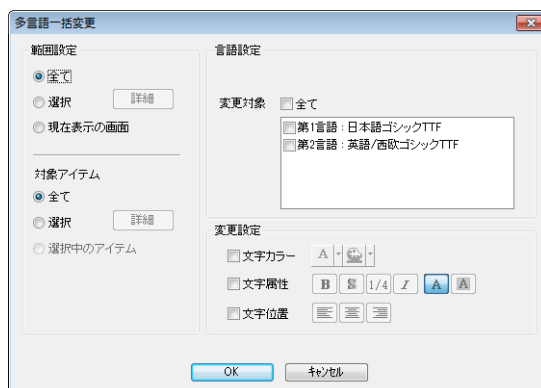 多言語一括変更
範囲設定
全て
選択 詳細
現在表示の画面
対象アイテム
全て
選択 詳細
選択中のアイテム
言語設定
変更対象 全て
第1言語：日本語ゴシックTTF
第2言語：英語/西欧ゴシックTTF
変更設定
文字カラー A
文字属性 B S 1/4 I A A
文字位置
OK キャンセル